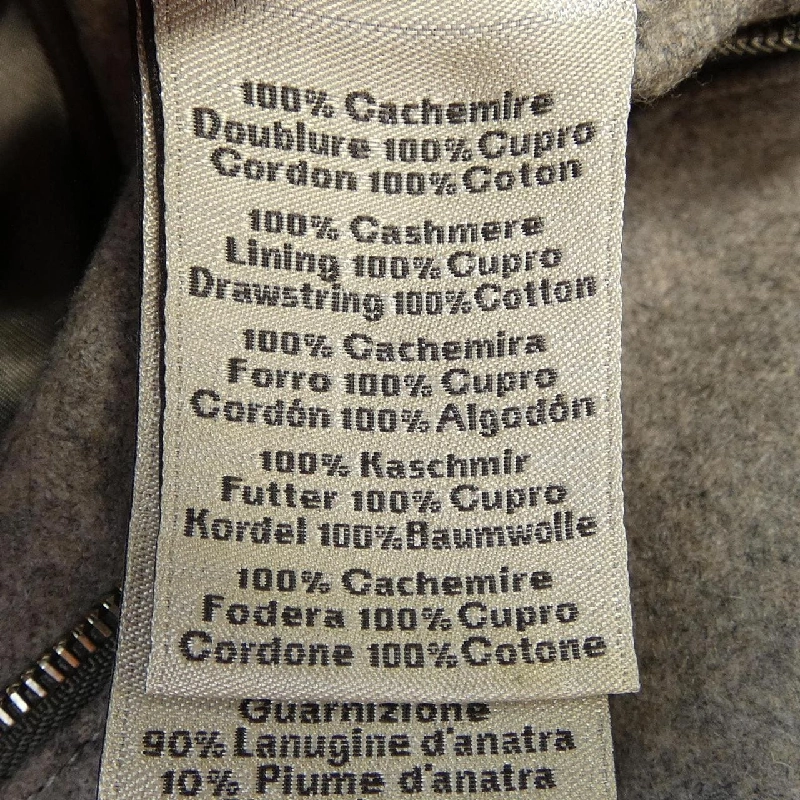 100% Cachemire
Doublure 100% Cupro
Cordon 100% Coton
100% Cashmere
Lining 100% Cupro
Drawstring 100% Cotton
100% Cachemira
Forro 100% Cupro
Cordón 100% Algodón
100% Kaschmir
Futter 100% Cupro
Kordel 100% Baumwolle
100% Cachemire
Fodera 100% Cupro
Cordone 100% Cotone
Guarnizione
90% Lanugine d'anatra
10% Piume d'anatra